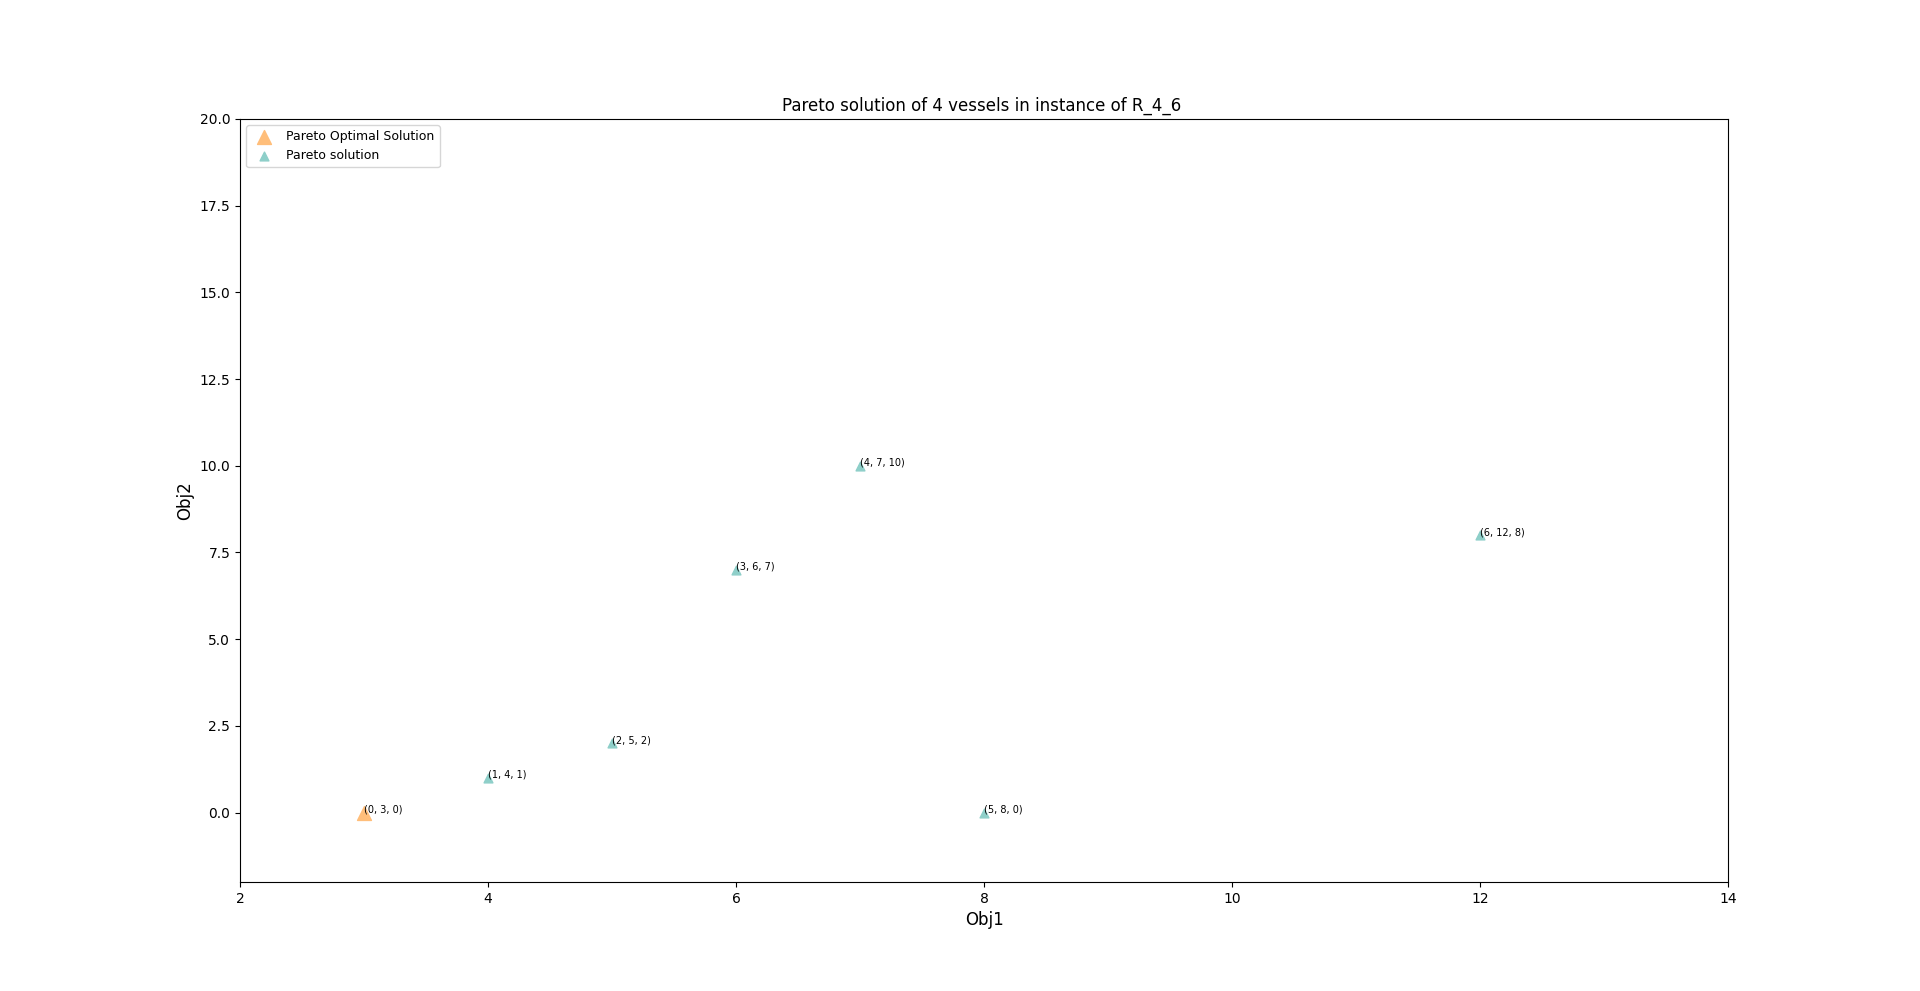 Pareto solution of 4 vessels in instance of R_4_6
Pareto Optimal Solution
Pareto solution
20.0
17.5
15.0
12.5
10.0
7.5
5.0
2.5
0.0
Obj2
(4, 7, 10)
(6, 12, 8)
(3, 6, 7)
(2, 5, 2)
(1, 4, 1)
(0, 3, 0)
(5, 8, 0)
2 4 6 8 10 12 14
Obj1